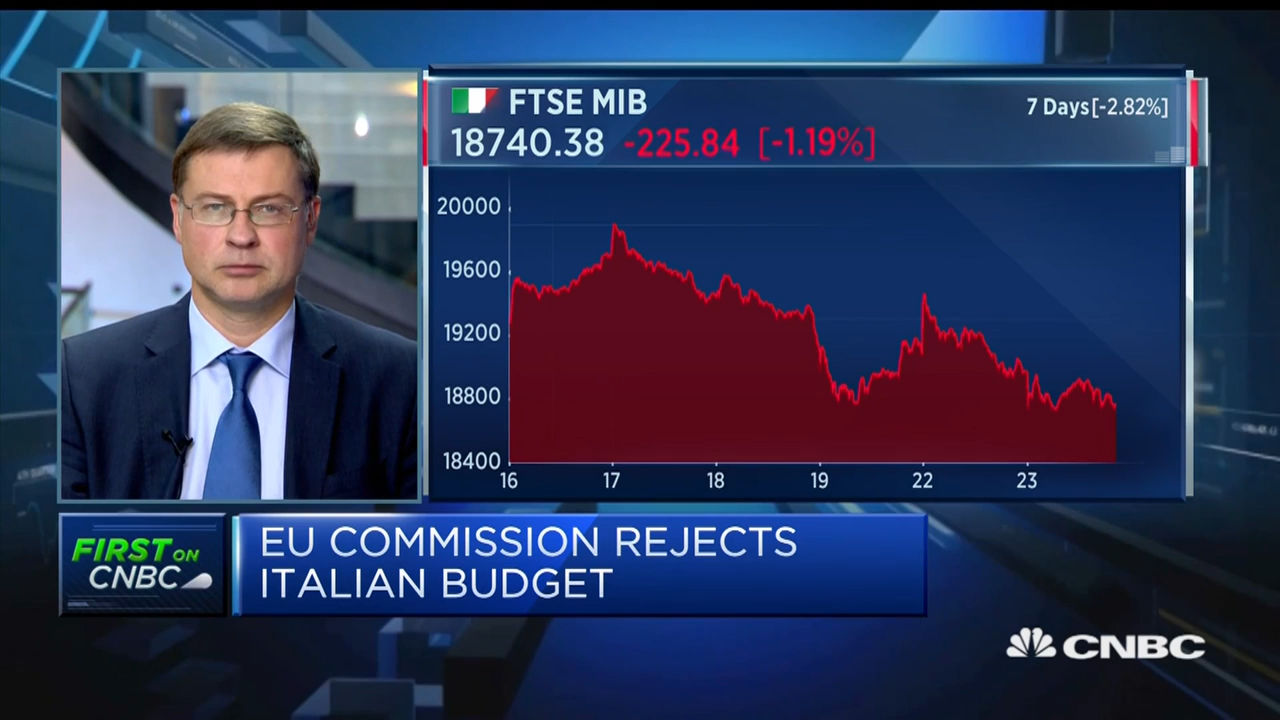 FTSE MIB
7 Days[-2.82%]
18740.38 -225.84 [-1.19%]
20000
19600
19200
18800
18400
16 17 18 19 22 23
FIRST ON
CNBC
EU COMMISSION REJECTS
ITALIAN BUDGET
CNBC